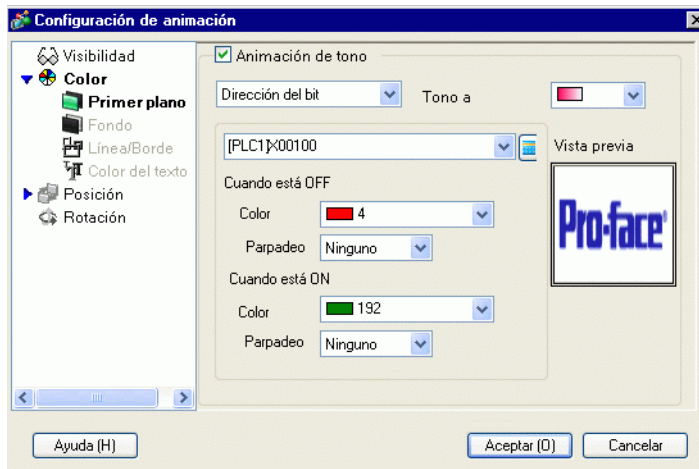 Configuración de animación
Visibilidad
Color
Primer plano
Fondo
Línea/Borde
Color del texto
Posición
Rotación
Animación de tono
Dirección del bit
Tono a
[PLC1]X00100
Vista previa
Cuando está OFF
Color
4
Parpadeo
Ninguno
Cuando está ON
Color
192
Parpadeo
Ninguno
Pro-face
Ayuda (H)
Aceptar (O)
Cancelar